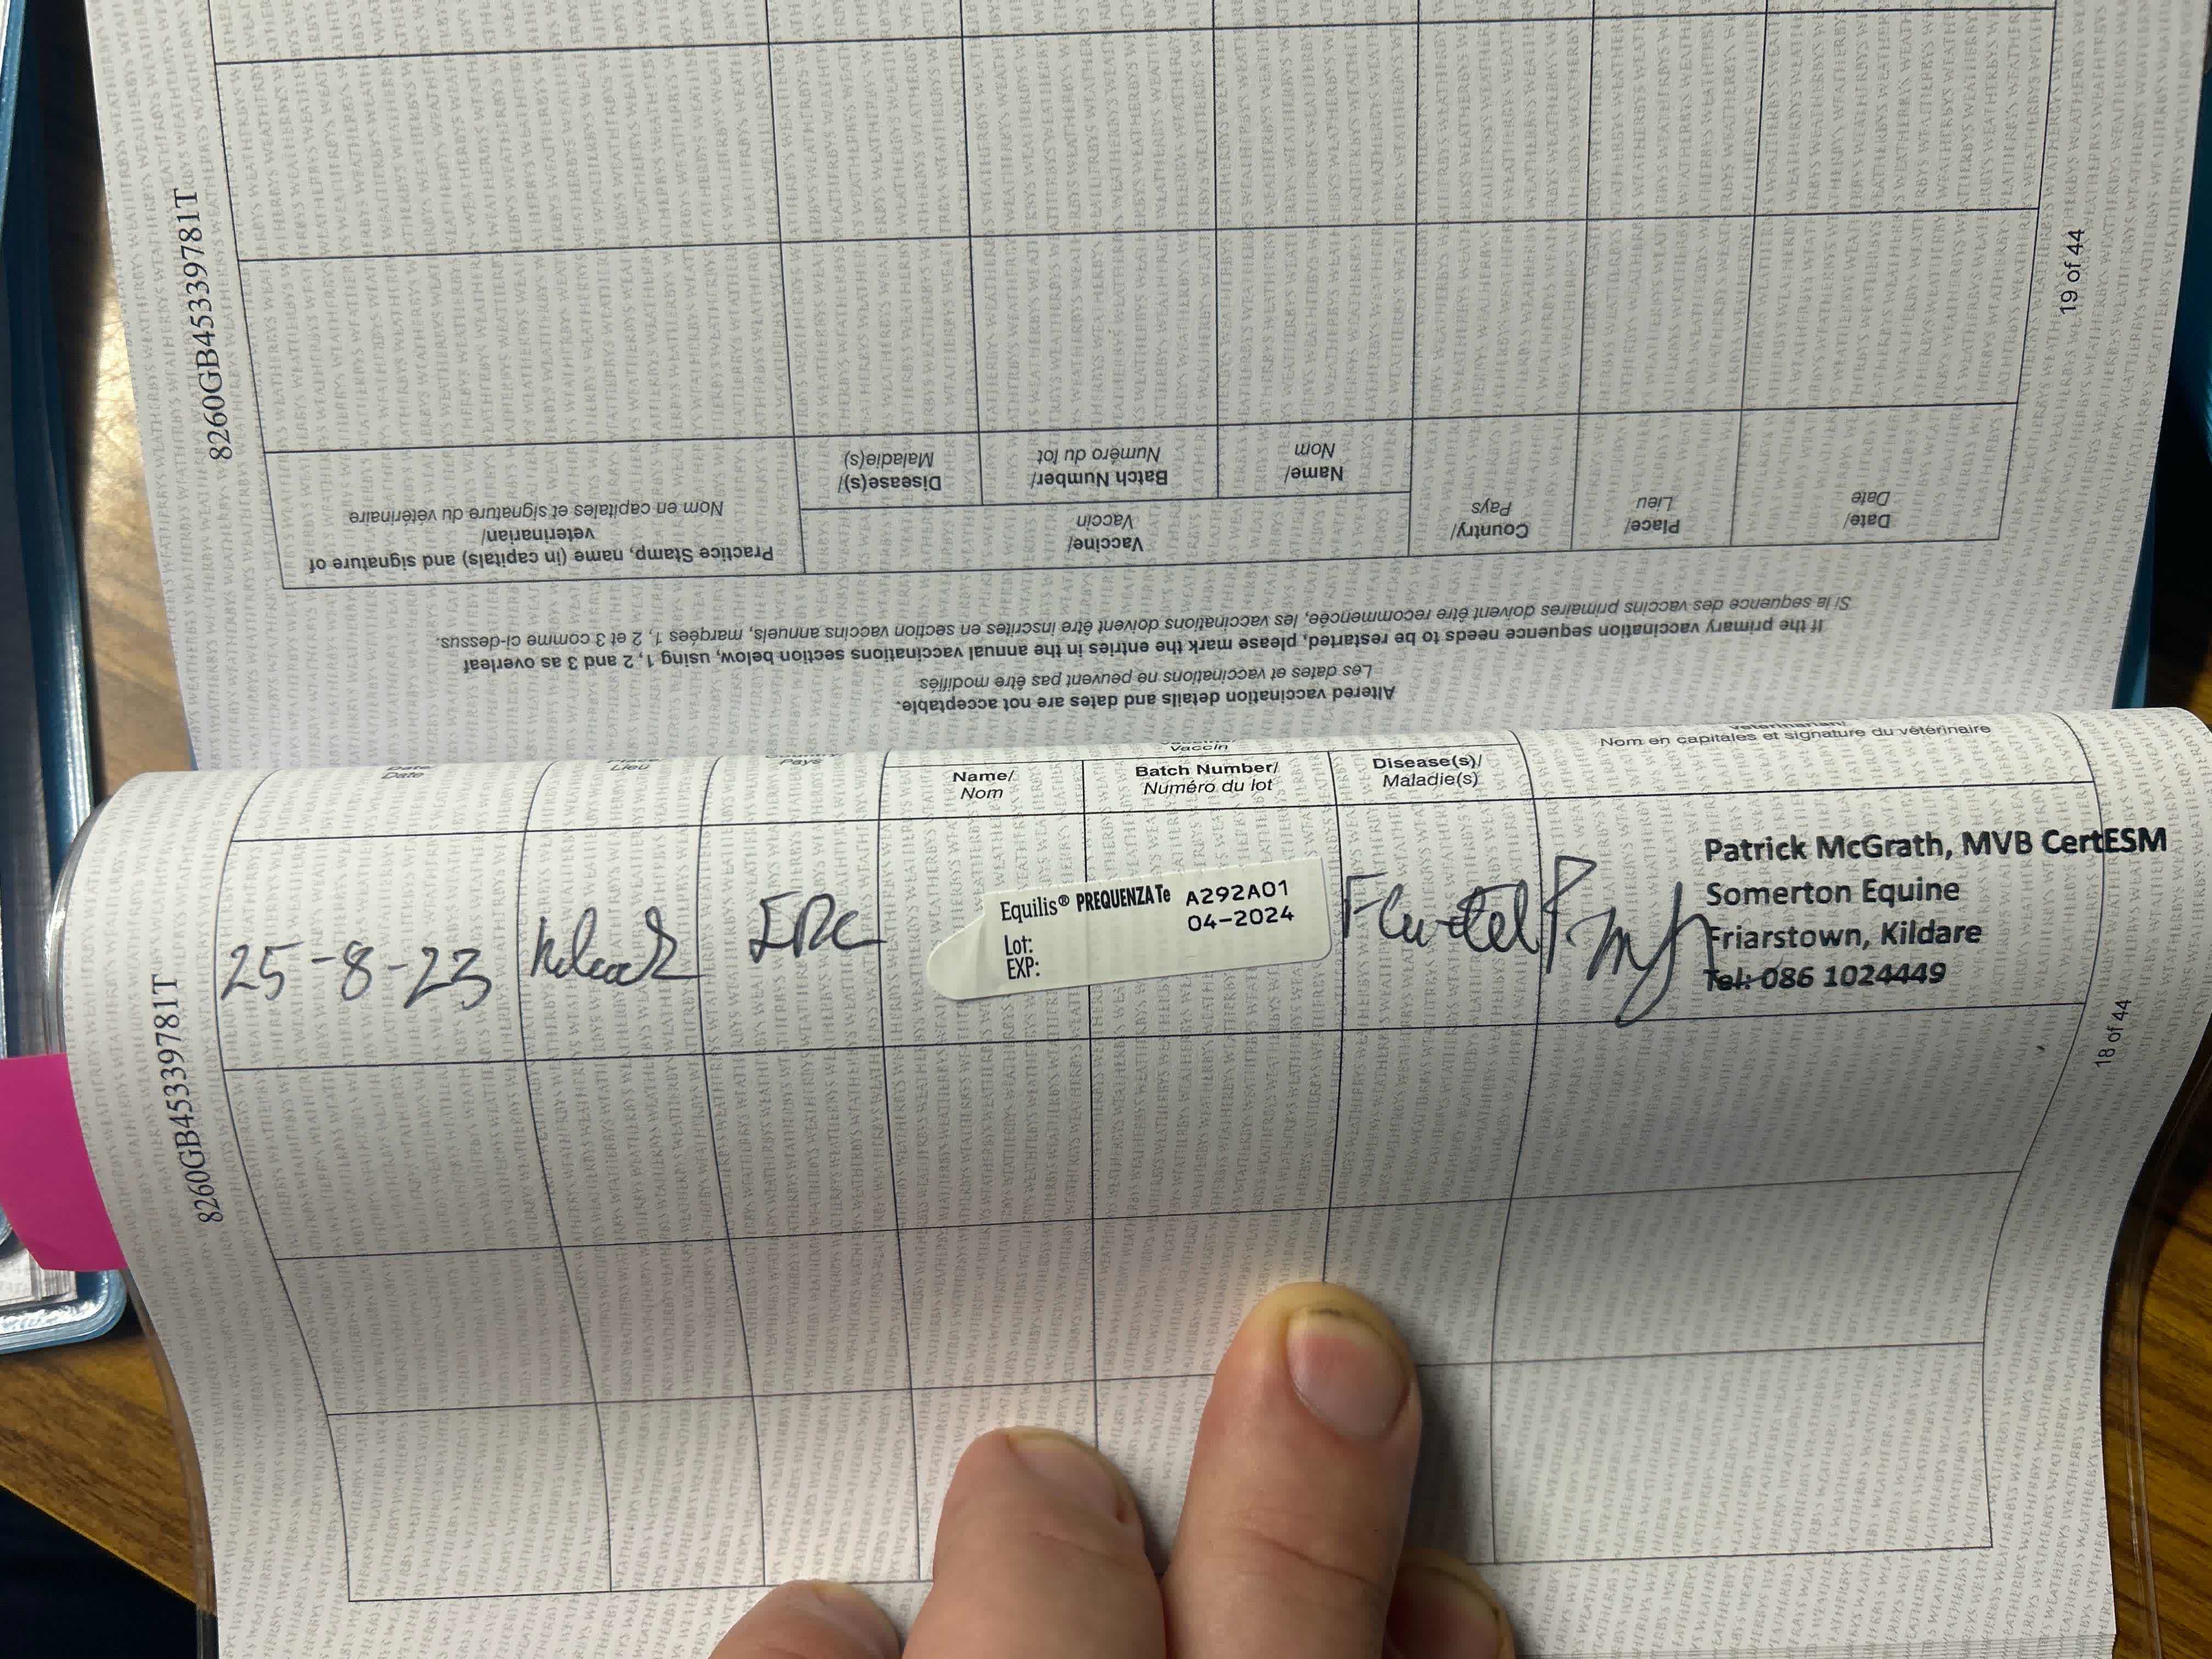 8260GB45339781T
19 of 44
Altered vaccination details and dates are not acceptable.
Les dates et vaccinations ne peuvent pas être modifiés
If the primary vaccination sequence needs to be restarted, please mark the entries in the annual vaccinations section below, using 1, 2 and 3 as overleaf
Si la sequence des vaccins primaires doivent être recommencée, les vaccinations doivent être inscrites en section vaccins annuels, marqées 1, 2 et 3 comme ci-dessus.
Date/
Date
Place/
Lieu
Country/
Pays
Vaccine/
Vaccin
Name/
Nom
Batch Number/
Numéro du lot
Disease(s)/
Maladie(s)
Practice Stamp, name (in capitals) and signature of
veterinarian/
Nom en capitales et signature du vétérinaire
8260GB45339781T
18 of 44
Date
Lieu
Pays
Vaccin
Name/
Nom
Batch Number/
Numéro du lot
Disease(s)/
Maladie(s)
veterinarian/
Nom en capitales et signature du vétérinaire
25-8-23
IRE
Equilis® PREQUENZA Te A292A01
04-2024
Lot:
EXP:
Patrick McGrath, MVB CertESM
Somerton Equine
Friarstown, Kildare
Tel: 086 1024449